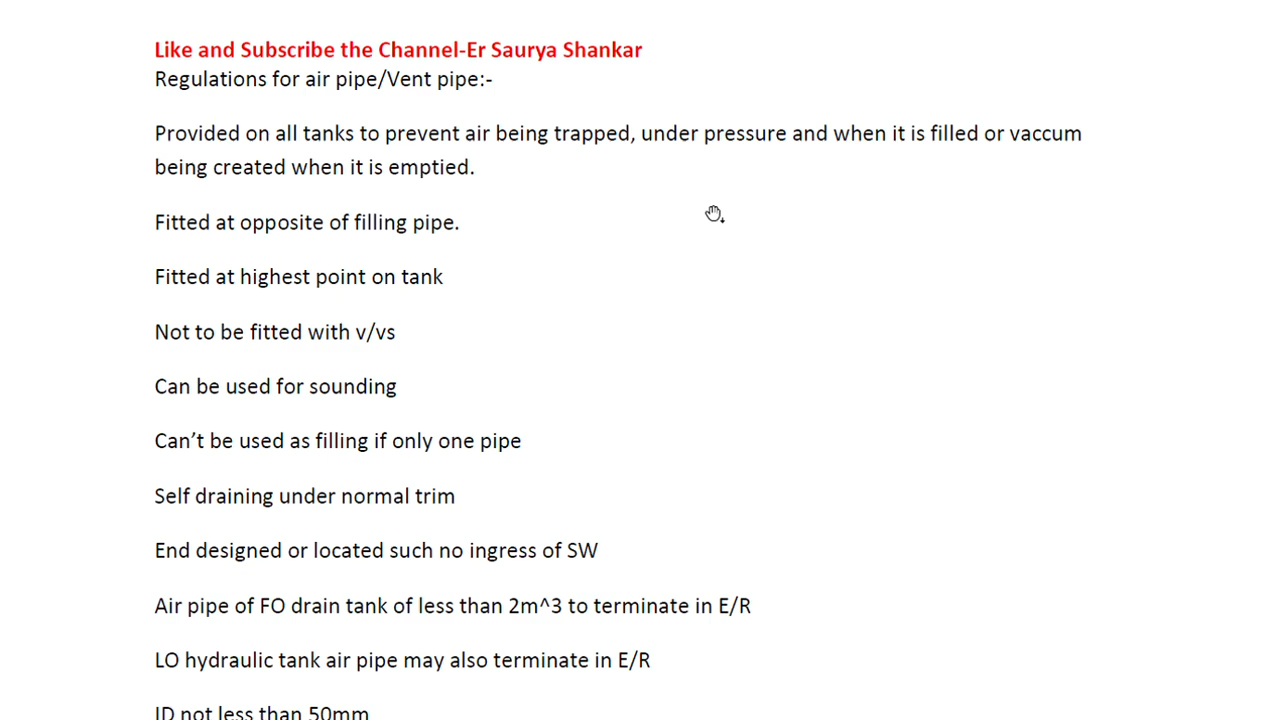 Like and Subscribe the Channel-Er Saurya Shankar
Regulations for air pipe/Vent pipe:-
Provided on all tanks to prevent air being trapped, under pressure and when it is filled or vaccum
being created when it is emptied.
Fitted at opposite of filling pipe.
Fitted at highest point on tank
Not to be fitted with v/vs
Can be used for sounding
Can’t be used as filling if only one pipe
Self draining under normal trim
End designed or located such no ingress of SW
Air pipe of FO drain tank of less than 2m^3 to terminate in E/R
LO hydraulic tank air pipe may also terminate in E/R
ID not less than 50mm